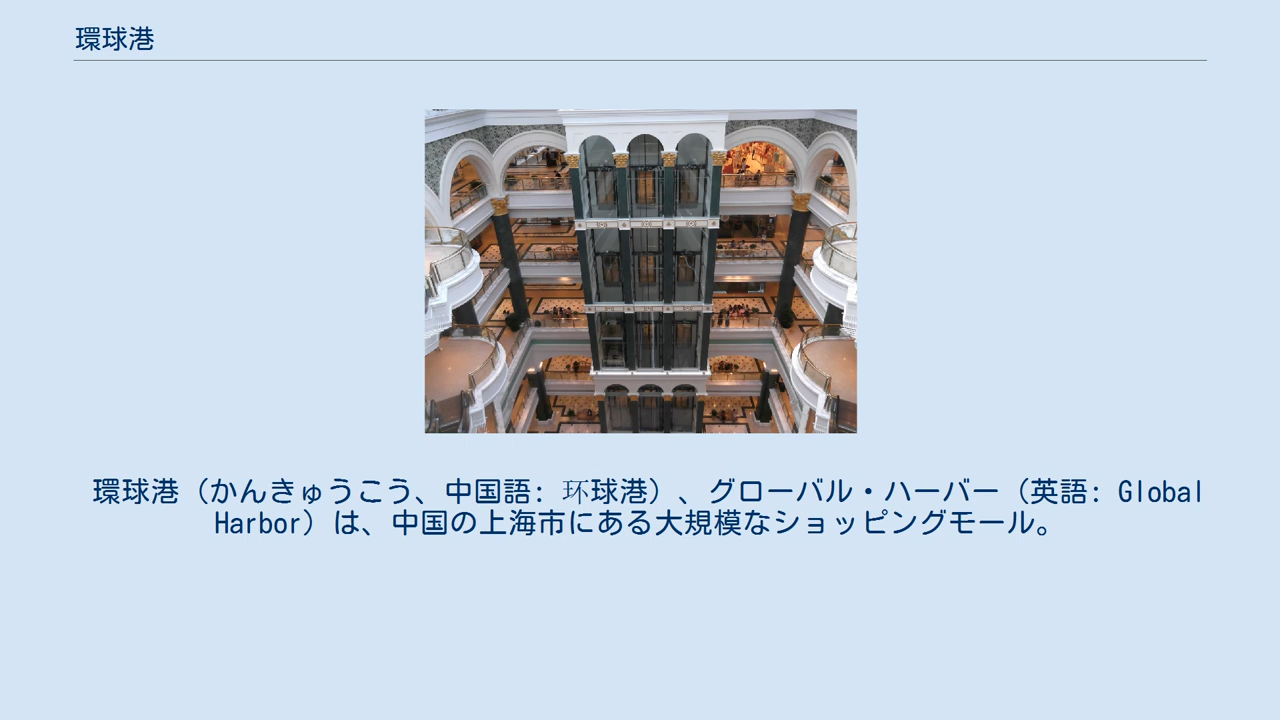 環球港
環球港（かんきゅうこう、中国語: 环球港）、グローバル・ハーバー（英語: Global
Harbor）は、中国の上海市にある大規模なショッピングモール。